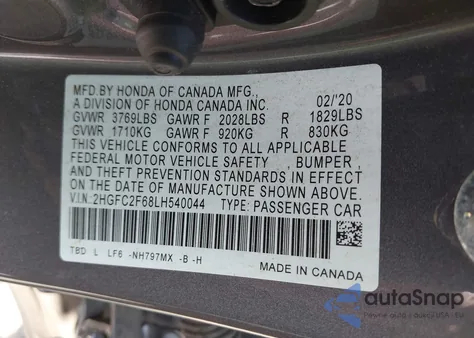 MFD.BY HONDA OF CANADA MFG.,
A DIVISION OF HONDA CANADA INC. 02/'20
GVWR 3769LBS GAWR F 2028LBS R 1829LBS
GVWR 1710KG GAWR F 920KG R 830KG
THIS VEHICLE CONFORMS TO ALL APPLICABLE
FEDERAL MOTOR VEHICLE SAFETY, BUMPER,
AND THEFT PREVENTION STANDARDS IN EFFECT
ON THE DATE OF MANUFACTURE SHOWN ABOVE.
V.I.N: 2HGFC2F68LH540044 TYPE: PASSENGER CAR
TBD L LF6 -NH797MX -B -H
MADE IN CANADA
autoSnap